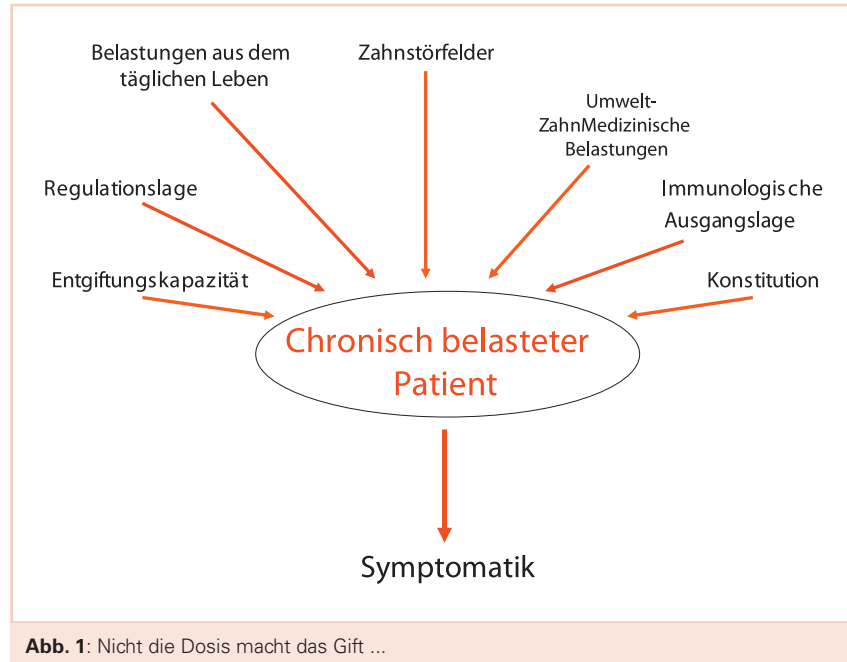 Belastungen aus dem
täglichen Leben
Zahnstörfelder
Umwelt-
ZahnMedizinische
Belastungen
Regulationslage
Immunologische
Ausgangslage
Entgiftungskapazität
Konstitution
Chronisch belasteter
Patient
Symptomatik
Abb. 1: Nicht die Dosis macht das Gift ...